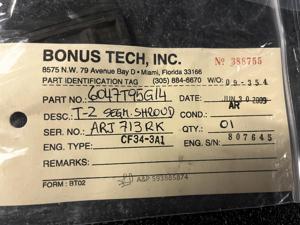 BONUS TECH, INC. № 388755
8575 N.W. 79 Avenue Bay D • Miami, Florida 33166
PART IDENTIFICATION TAG (305) 884-6670 W/O: 09-354
PART NO. 6047T95G14 DATE: JUN 30 2009
DESC.: T-2 SEGM. SHROUD COND.: AR
SER. NO.: ARJ 713RK QTY.: 01
ENG. TYPE: CF34-3A1 ENG. S/N: 807645
REMARKS:
FORM : BT02 A&P